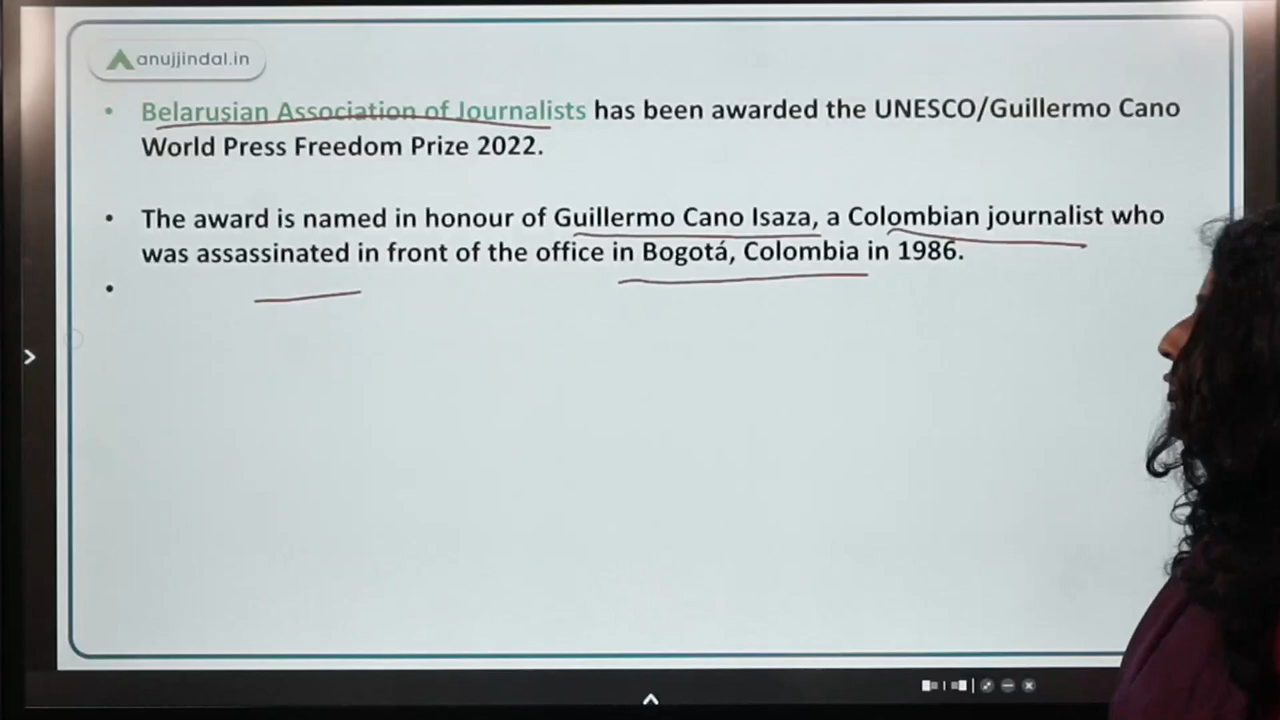 anujjindal.in
• Belarusian Association of Journalists has been awarded the UNESCO/Guillermo Cano
World Press Freedom Prize 2022.
• The award is named in honour of Guillermo Cano Isaza, a Colombian journalist who
was assassinated in front of the office in Bogotá, Colombia in 1986.
•